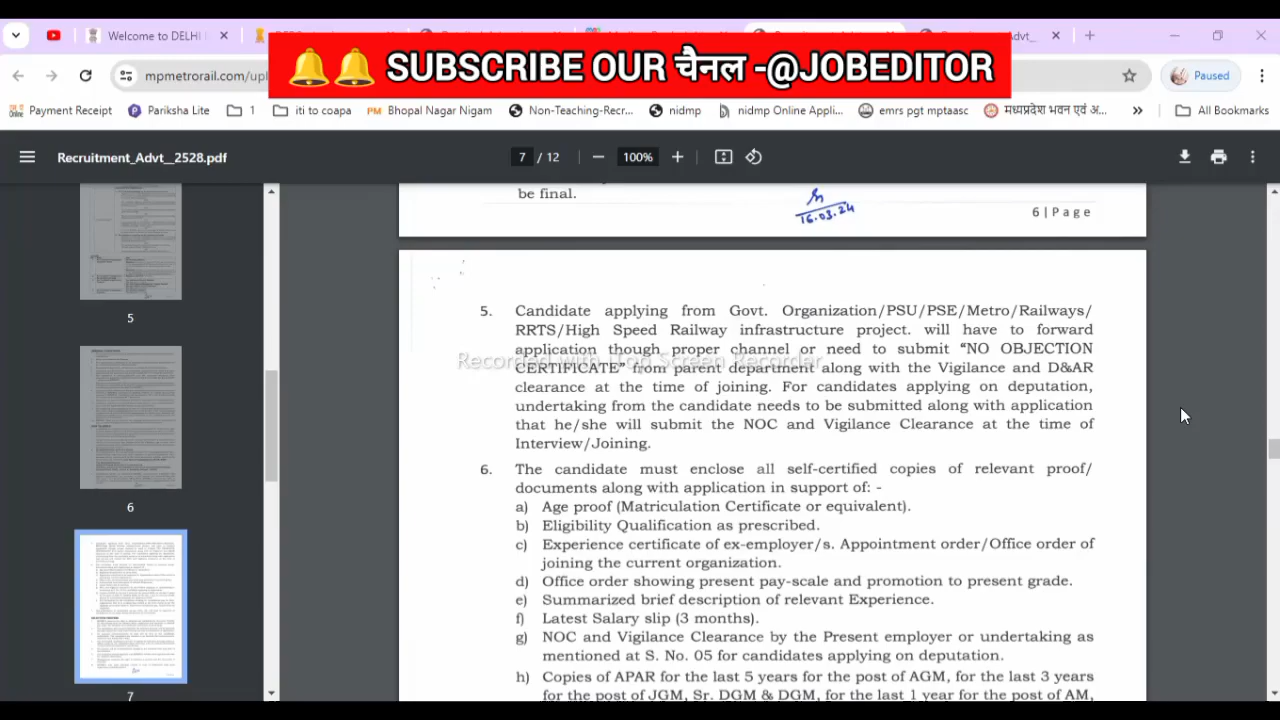 Welcome to DELHI
SUBSCRIBE OUR चैनल -@JOBEDITOR
mpmetrorail.com/upl
Paused
Payment Receipt
Pariksha Lite
1
iti to coapa
PM Bhopal Nagar Nigam
Non-Teaching-Recr...
nidmp
nidmp Online Appli...
emrs pgt mptaasc
मध्यप्रदेश भवन एवं अ...
All Bookmarks
Recruitment_Advt__2528.pdf
7 / 12
100%
be final.
16.03.24
6 | P a g e
5. Candidate applying from Govt. Organization/PSU/PSE/Metro/Railways/
RRTS/High Speed Railway infrastructure project. will have to forward
application though proper channel or need to submit “NO OBJECTION
Recorded with iTop Screen Recorder
CERTIFICATE” from parent department along with the Vigilance and D&AR
clearance at the time of joining. For candidates applying on deputation,
undertaking from the candidate needs to be submitted along with application
that he/she will submit the NOC and Vigilance Clearance at the time of
Interview/Joining.
6. The candidate must enclose all self-certified copies of relevant proof/
documents along with application in support of: -
a) Age proof (Matriculation Certificate or equivalent).
b) Eligibility Qualification as prescribed.
c) Experience certificate of ex-employer/s. Appointment order/Office order of
joining the current organization.
d) Office order showing present pay-scale and promotion to present grade.
e) Summarized brief description of relevant Experience.
f) Latest Salary slip (3 months).
g) NOC and Vigilance Clearance by the Present employer or undertaking as
mentioned at S. No. 05 for candidates applying on deputation.
h) Copies of APAR for the last 5 years for the post of AGM, for the last 3 years
for the post of JGM, Sr. DGM & DGM, for the last 1 year for the post of AM,
5
6
7